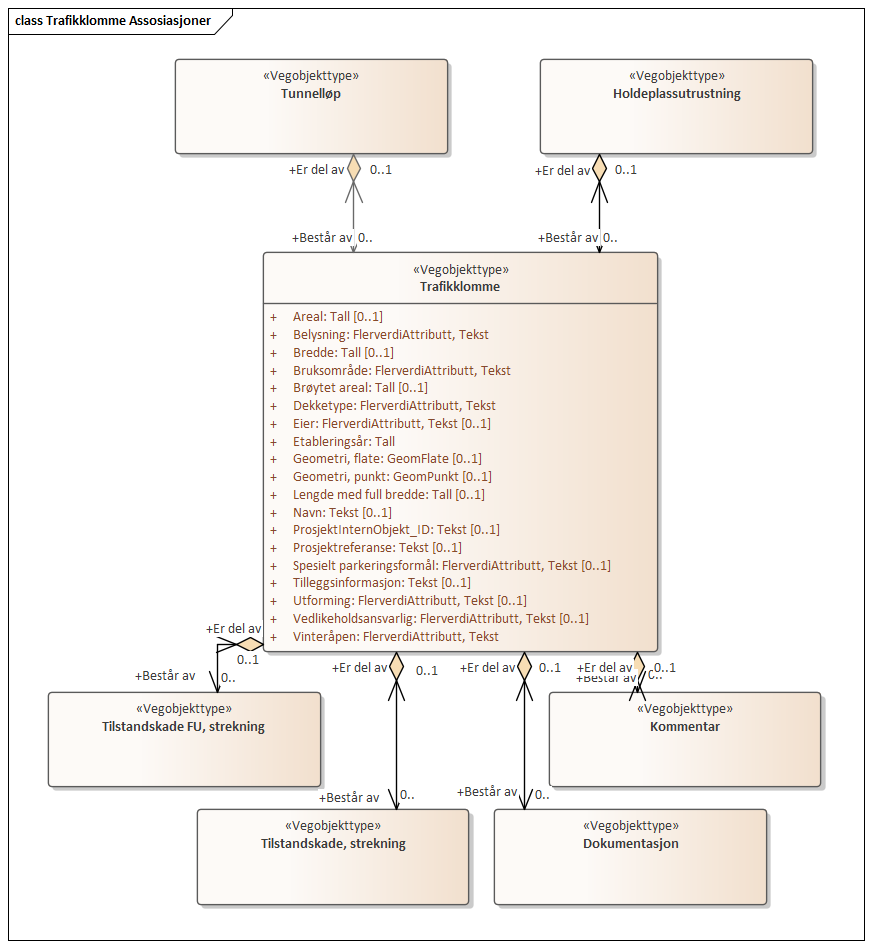 class Trafikklomme Assosiasjoner
«Vegobjekttype»
Tunnelløp
«Vegobjekttype»
Holdeplassutrustning
+Er del av
0..1
+Er del av
0..1
+Består av
0..
+Består av
0..
«Vegobjekttype»
Trafikklomme
+ Areal: Tall [0..1]
+ Belysning: FlerverdiAttributt, Tekst
+ Bredde: Tall [0..1]
+ Bruksområde: FlerverdiAttributt, Tekst
+ Brøytet areal: Tall [0..1]
+ Dekketype: FlerverdiAttributt, Tekst
+ Eier: FlerverdiAttributt, Tekst [0..1]
+ Etableringsår: Tall
+ Geometri, flate: GeomFlate [0..1]
+ Geometri, punkt: GeomPunkt [0..1]
+ Lengde med full bredde: Tall [0..1]
+ Navn: Tekst [0..1]
+ ProsjektInternObjekt_ID: Tekst [0..1]
+ Prosjektreferanse: Tekst [0..1]
+ Spesielt parkeringsformål: FlerverdiAttributt, Tekst [0..1]
+ Tilleggsinformasjon: Tekst [0..1]
+ Utforming: FlerverdiAttributt, Tekst [0..1]
+ Vedlikeholdsansvarlig: FlerverdiAttributt, Tekst [0..1]
+ Vinteråpen: FlerverdiAttributt, Tekst
+Er del av
0..1
+Består av
0..
+Er del av
0..1
+Er del av
0..1
+Er del av
0..1
+Består av
0..
«Vegobjekttype»
Tilstandskade FU, strekning
«Vegobjekttype»
Kommentar
+Består av
0..
+Består av
0..
«Vegobjekttype»
Tilstandskade, strekning
«Vegobjekttype»
Dokumentasjon